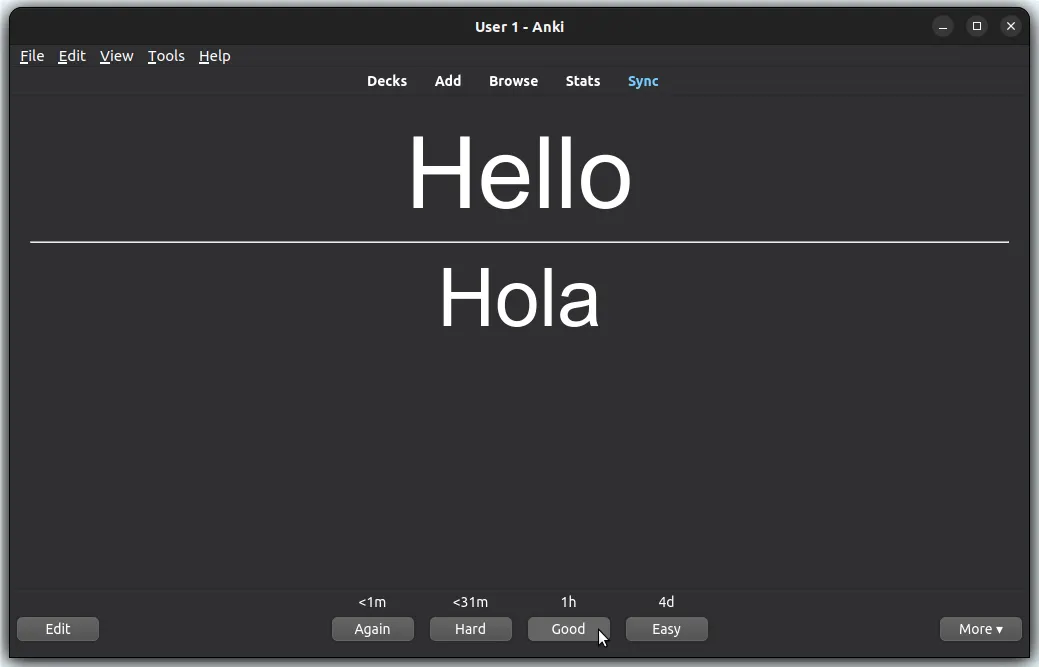 User 1 - Anki
File Edit View Tools Help
Decks Add Browse Stats Sync
Hello
Hola
<1m <31m 1h 4d
Edit Again Hard Good Easy More ▾